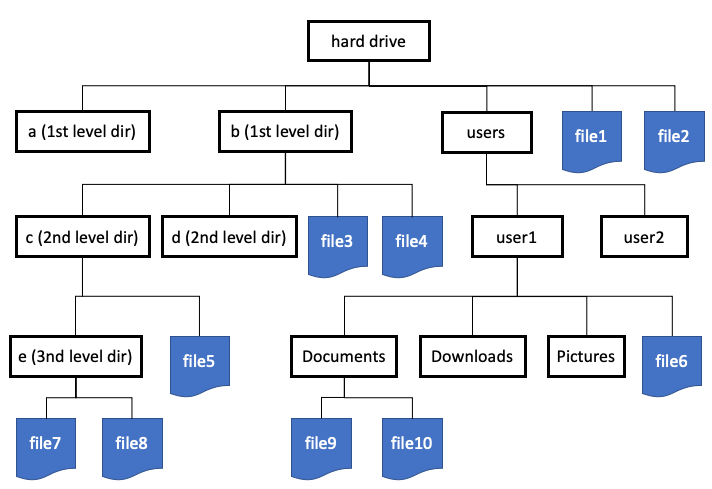 hard drive
a (1st level dir)
b (1st level dir)
users
file1
file2
c (2nd level dir)
d (2nd level dir)
file3
file4
user1
user2
e (3nd level dir)
file5
Documents
Downloads
Pictures
file6
file7
file8
file9
file10